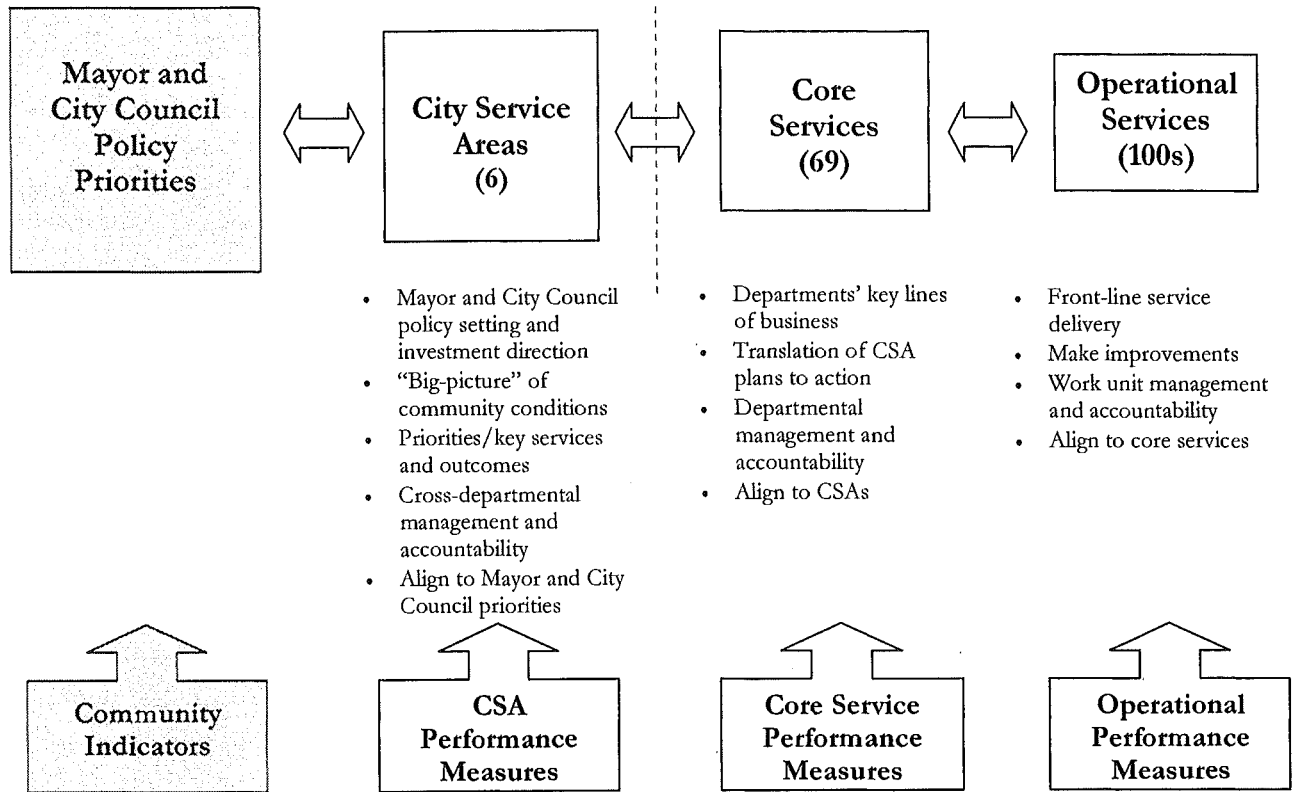 Mayor and
City Council
Policy
Priorities
City Service
Areas
(6)
Core
Services
(69)
Operational
Services
(100s)
• Mayor and City Council
policy setting and
investment direction
• “Big-picture” of
community conditions
• Priorities/key services
and outcomes
• Cross-departmental
management and
accountability
• Align to Mayor and City
Council priorities
• Departments’ key lines
of business
• Translation of CSA
plans to action
• Departmental
management and
accountability
• Align to CSAs
• Front-line service
delivery
• Make improvements
• Work unit management
and accountability
• Align to core services
Community
Indicators
CSA
Performance
Measures
Core Service
Performance
Measures
Operational
Performance
Measures